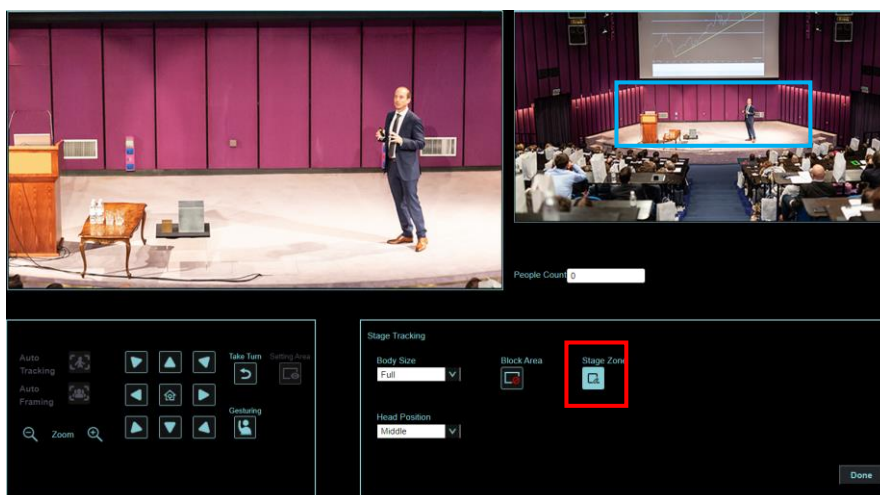 People Count 0
Take Turn Setting Area
Auto
Tracking
Auto
Framing
Gesturing
Zoom
Stage Tracking
Body Size
Full
Block Area
Stage Zone
Head Position
Middle
Done